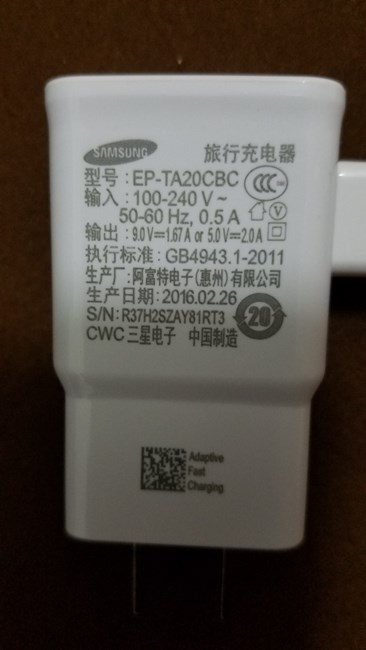 SAMSUNG 旅行充电器
型号：EP-TA20CBC CCC
输入：100-240 V ~
50-60 Hz, 0.5 A V
输出：9.0 V⎓1.67 A or 5.0 V⎓2.0 A
执行标准：GB4943.1-2011
生产厂：阿富特电子(惠州)有限公司
生产日期：2016.02.26
S/N: R37H2SZAY81RT3 20
CWC 三星电子 中国制造
Adaptive
Fast
Charging